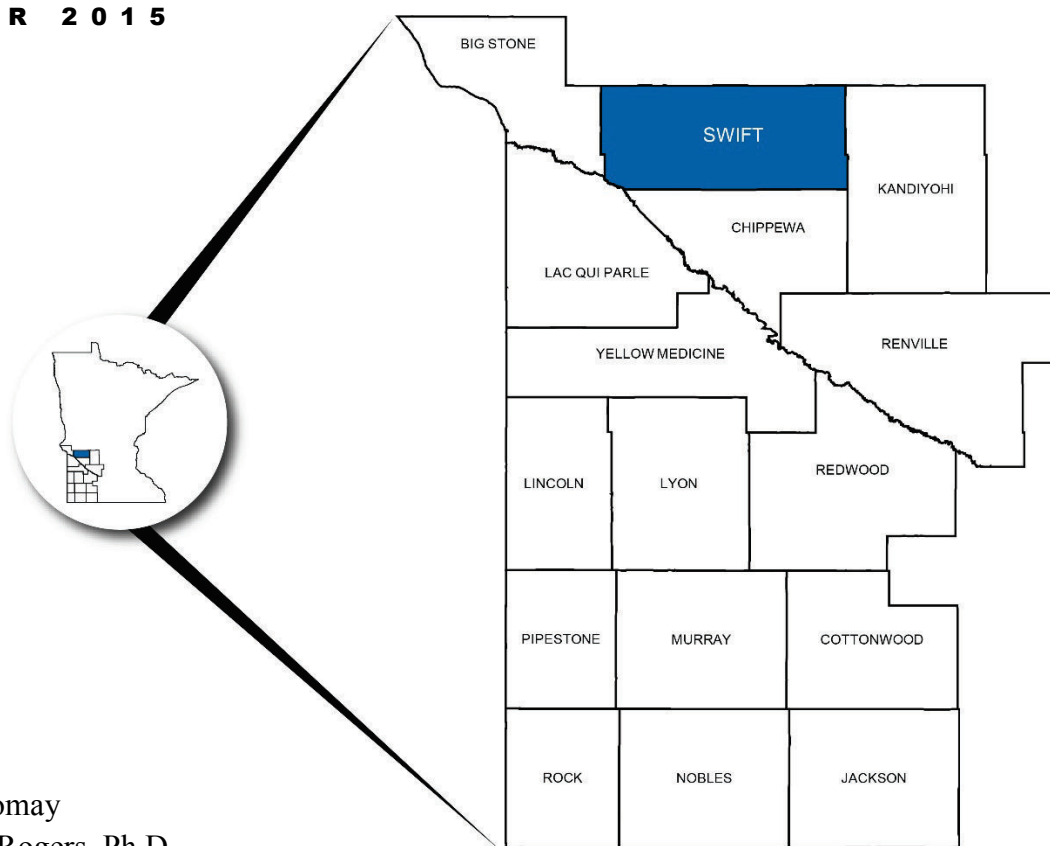 R 2015
BIG STONE
SWIFT
KANDIYOHI
CHIPPEWA
LAC QUI PARLE
RENVILLE
YELLOW MEDICINE
REDWOOD
LINCOLN
LYON
PIPESTONE
MURRAY
COTTONWOOD
ROCK
NOBLES
JACKSON
omay
Rogers, Ph.D.